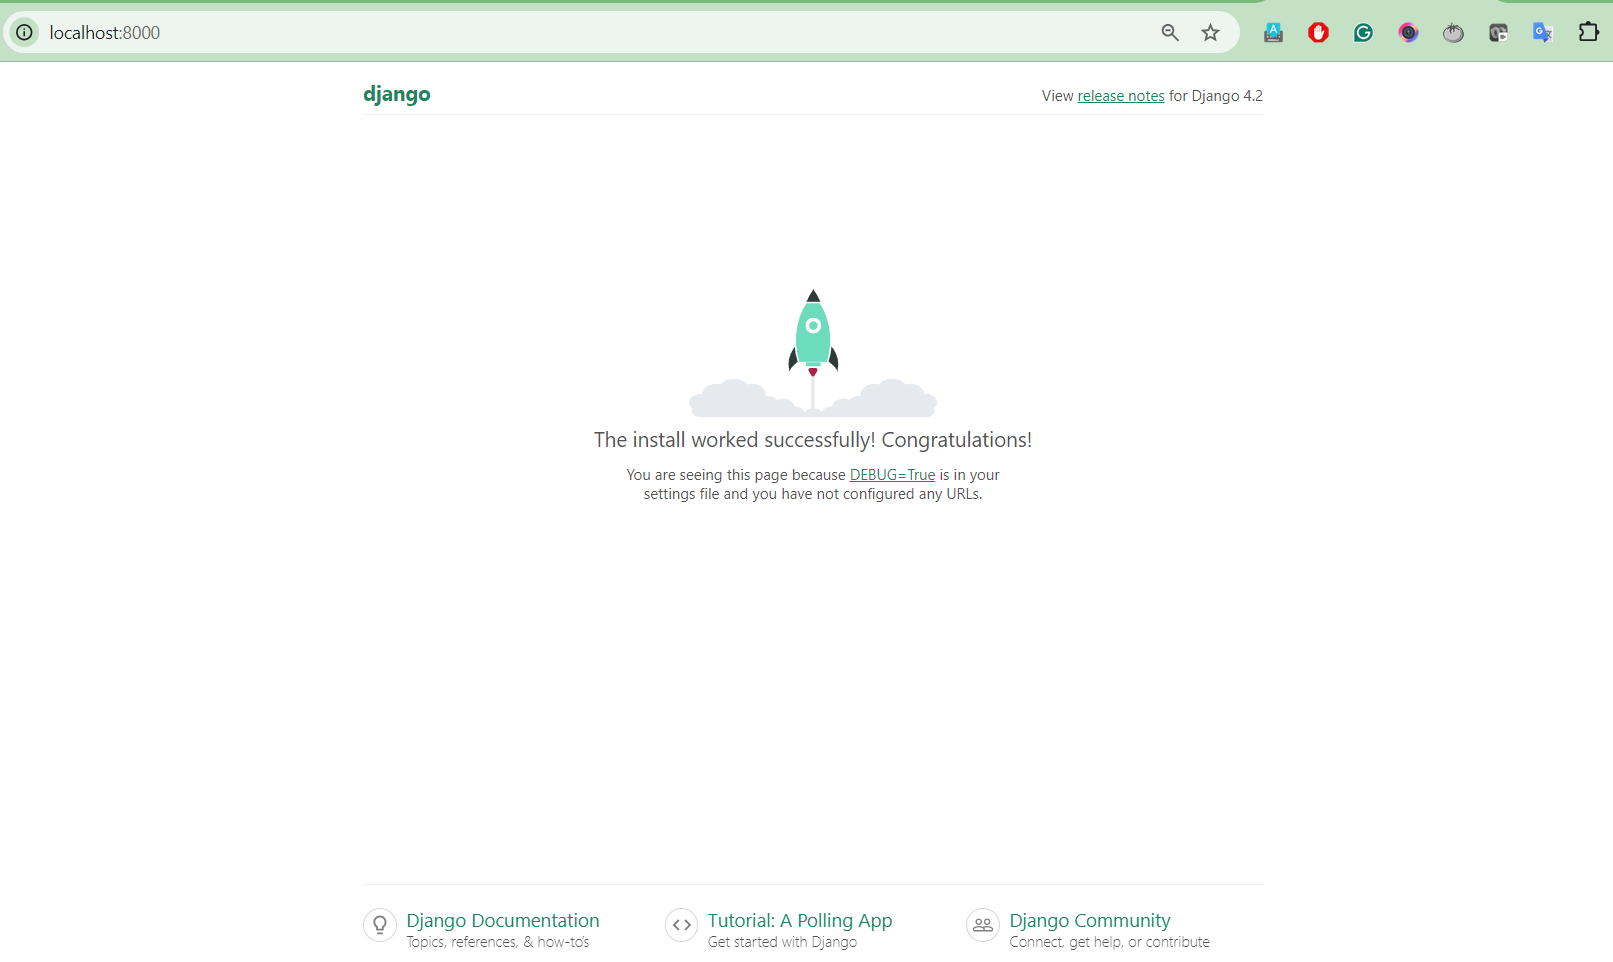 localhost:8000
django
View release notes for Django 4.2
The install worked successfully! Congratulations!
You are seeing this page because DEBUG=True is in your
settings file and you have not configured any URLs.
Django Documentation
Topics, references, & how-to's
Tutorial: A Polling App
Get started with Django
Django Community
Connect, get help, or contribute